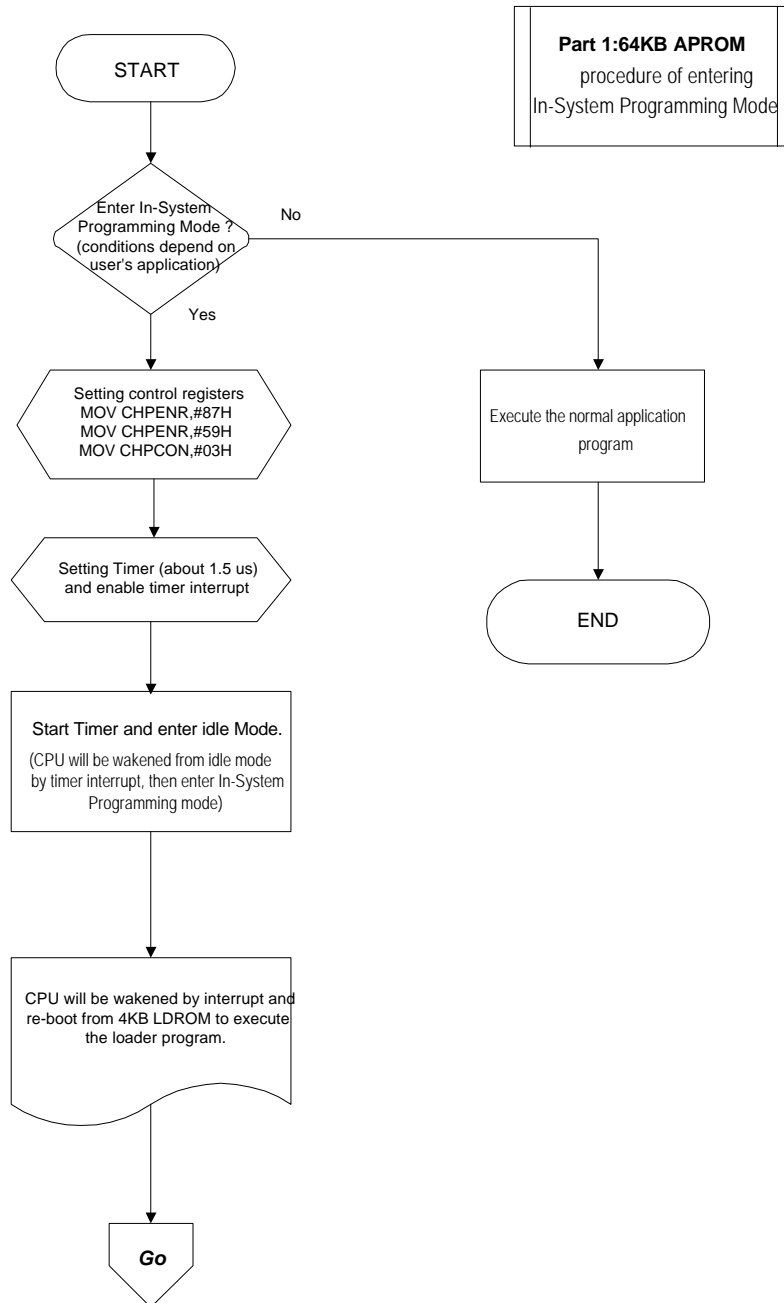 Part 1:64KB APROM
procedure of entering
In-System Programming Mode
START
Enter In-System
Programming Mode ?
(conditions depend on
user's application)
No
Yes
Setting control registers
MOV CHPENR,#87H
MOV CHPENR,#59H
MOV CHPCON,#03H
Execute the normal application
program
Setting Timer (about 1.5 us)
and enable timer interrupt
END
Start Timer and enter idle Mode.
(CPU will be wakened from idle mode
by timer interrupt, then enter In-System
Programming mode)
CPU will be wakened by interrupt and
re-boot from 4KB LDROM to execute
the loader program.
Go